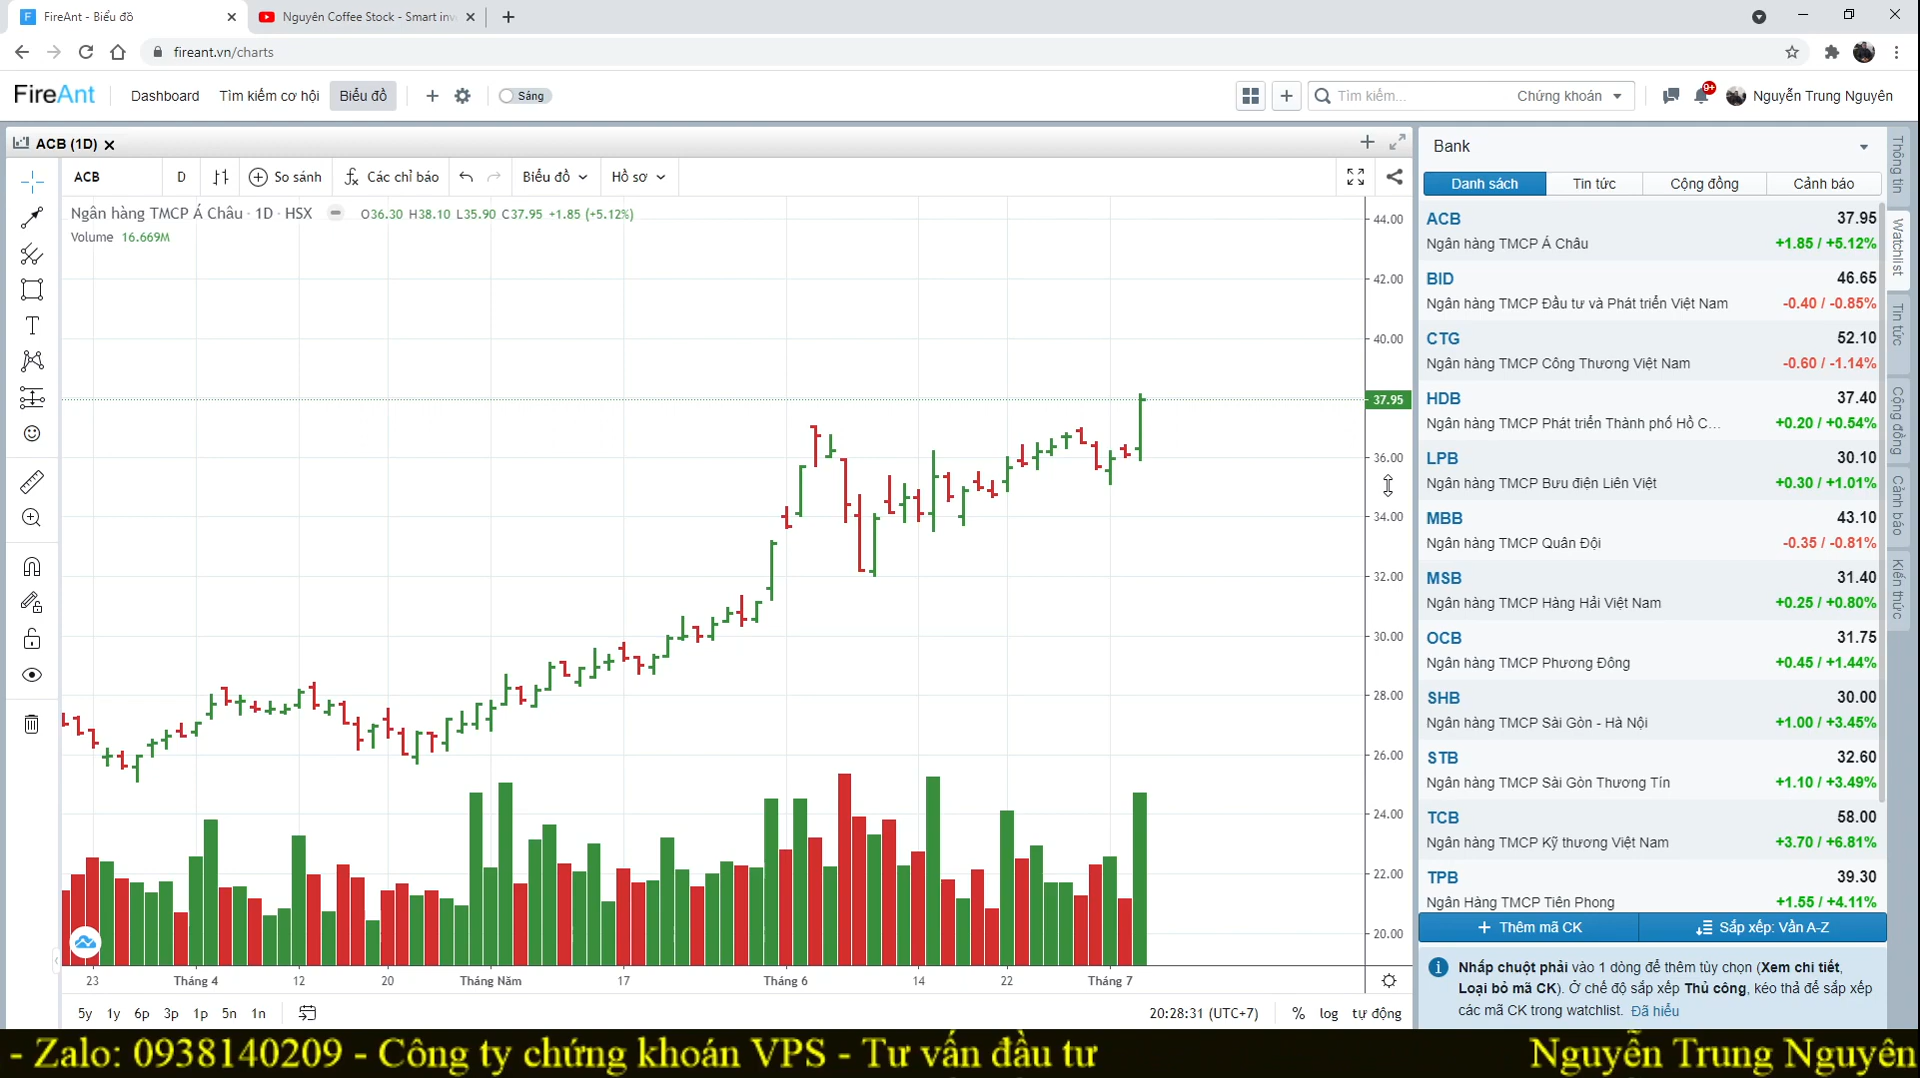 FireAnt - Biểu đồ
Nguyên Coffee Stock - Smart inv
fireant.vn/charts
FireAnt
Dashboard
Tìm kiếm cơ hội
Biểu đồ
Sáng
Tìm kiếm...
Chứng khoán
9+
Nguyễn Trung Nguyên
ACB (1D)
ACB
D
So sánh
Các chỉ báo
Biểu đồ
Hồ sơ
Ngân hàng TMCP Á Châu · 1D · HSX
O36.30 H38.10 L35.90 C37.95 +1.85 (+5.12%)
Volume 16.669M
44.00
42.00
40.00
37.95
36.00
34.00
32.00
30.00
28.00
26.00
24.00
22.00
20.00
23
Tháng 4
12
20
Tháng Năm
17
Tháng 6
14
22
Tháng 7
5y 1y 6p 3p 1p 5n 1n
20:28:31 (UTC+7)
% log tự động
Bank
Danh sách
Tin tức
Cộng đồng
Cảnh báo
ACB 37.95
Ngân hàng TMCP Á Châu +1.85 / +5.12%
BID 46.65
Ngân hàng TMCP Đầu tư và Phát triển Việt Nam -0.40 / -0.85%
CTG 52.10
Ngân hàng TMCP Công Thương Việt Nam -0.60 / -1.14%
HDB 37.40
Ngân hàng TMCP Phát triển Thành phố Hồ C... +0.20 / +0.54%
LPB 30.10
Ngân hàng TMCP Bưu điện Liên Việt +0.30 / +1.01%
MBB 43.10
Ngân hàng TMCP Quân Đội -0.35 / -0.81%
MSB 31.40
Ngân hàng TMCP Hàng Hải Việt Nam +0.25 / +0.80%
OCB 31.75
Ngân hàng TMCP Phương Đông +0.45 / +1.44%
SHB 30.00
Ngân hàng TMCP Sài Gòn - Hà Nội +1.00 / +3.45%
STB 32.60
Ngân hàng TMCP Sài Gòn Thương Tín +1.10 / +3.49%
TCB 58.00
Ngân hàng TMCP Kỹ thương Việt Nam +3.70 / +6.81%
TPB 39.30
Ngân Hàng TMCP Tiên Phong +1.55 / +4.11%
Thêm mã CK
Sắp xếp: Vần A-Z
Nhấp chuột phải vào 1 dòng để thêm tùy chọn (Xem chi tiết,
Loại bỏ mã CK). Ở chế độ sắp xếp Thủ công, kéo thả để sắp xếp
các mã CK trong watchlist. Đã hiểu
Thông tin
Watchlist
Tin tức
Cộng đồng
Cảnh báo
Kiến thức
- Zalo: 0938140209 - Công ty chứng khoán VPS - Tư vấn đầu tư
Nguyễn Trung Nguyên